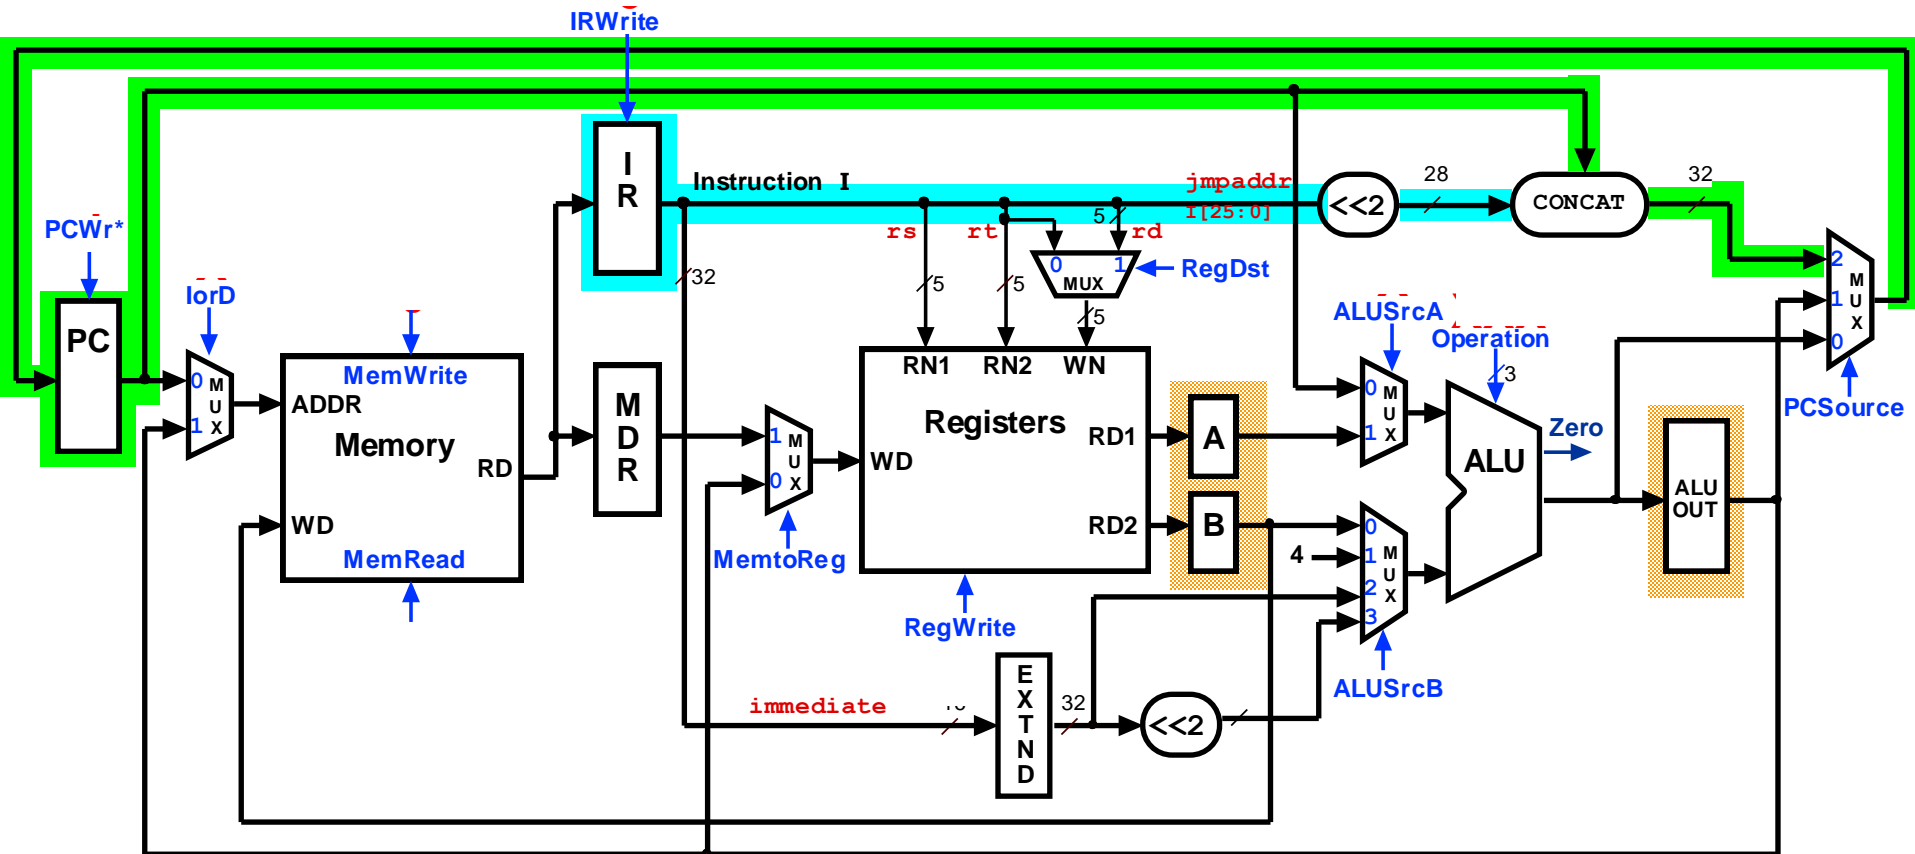 IRWrite
I
R
Instruction I
jmpaddr
I[25:0]
<<2
28
CONCAT
32
5
rs
rt
rd
PCWr*
IorD
PC
0
M
U
X
1
MemWrite
ADDR
Memory
RD
WD
MemRead
32
M
D
R
1
M
U
X
0
MemtoReg
5
5
0
1
MUX
RegDst
5
RN1
RN2
WN
Registers
RD1
WD
RD2
RegWrite
A
B
4
ALUSrcA
0
M
U
X
1
Operation
3
ALU
Zero
0
1
2
3
M
U
X
ALUSrcB
ALU
OUT
2
1
0
M
U
X
PCSource
immediate
E
X
T
N
D
32
<<2